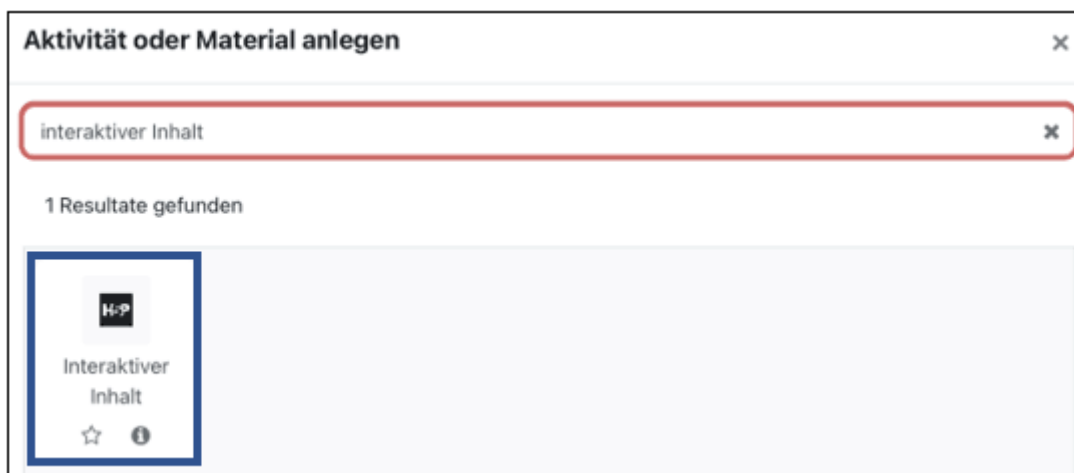 Aktivität oder Material anlegen
interaktiver Inhalt
1 Resultate gefunden
H5P
Interaktiver
Inhalt